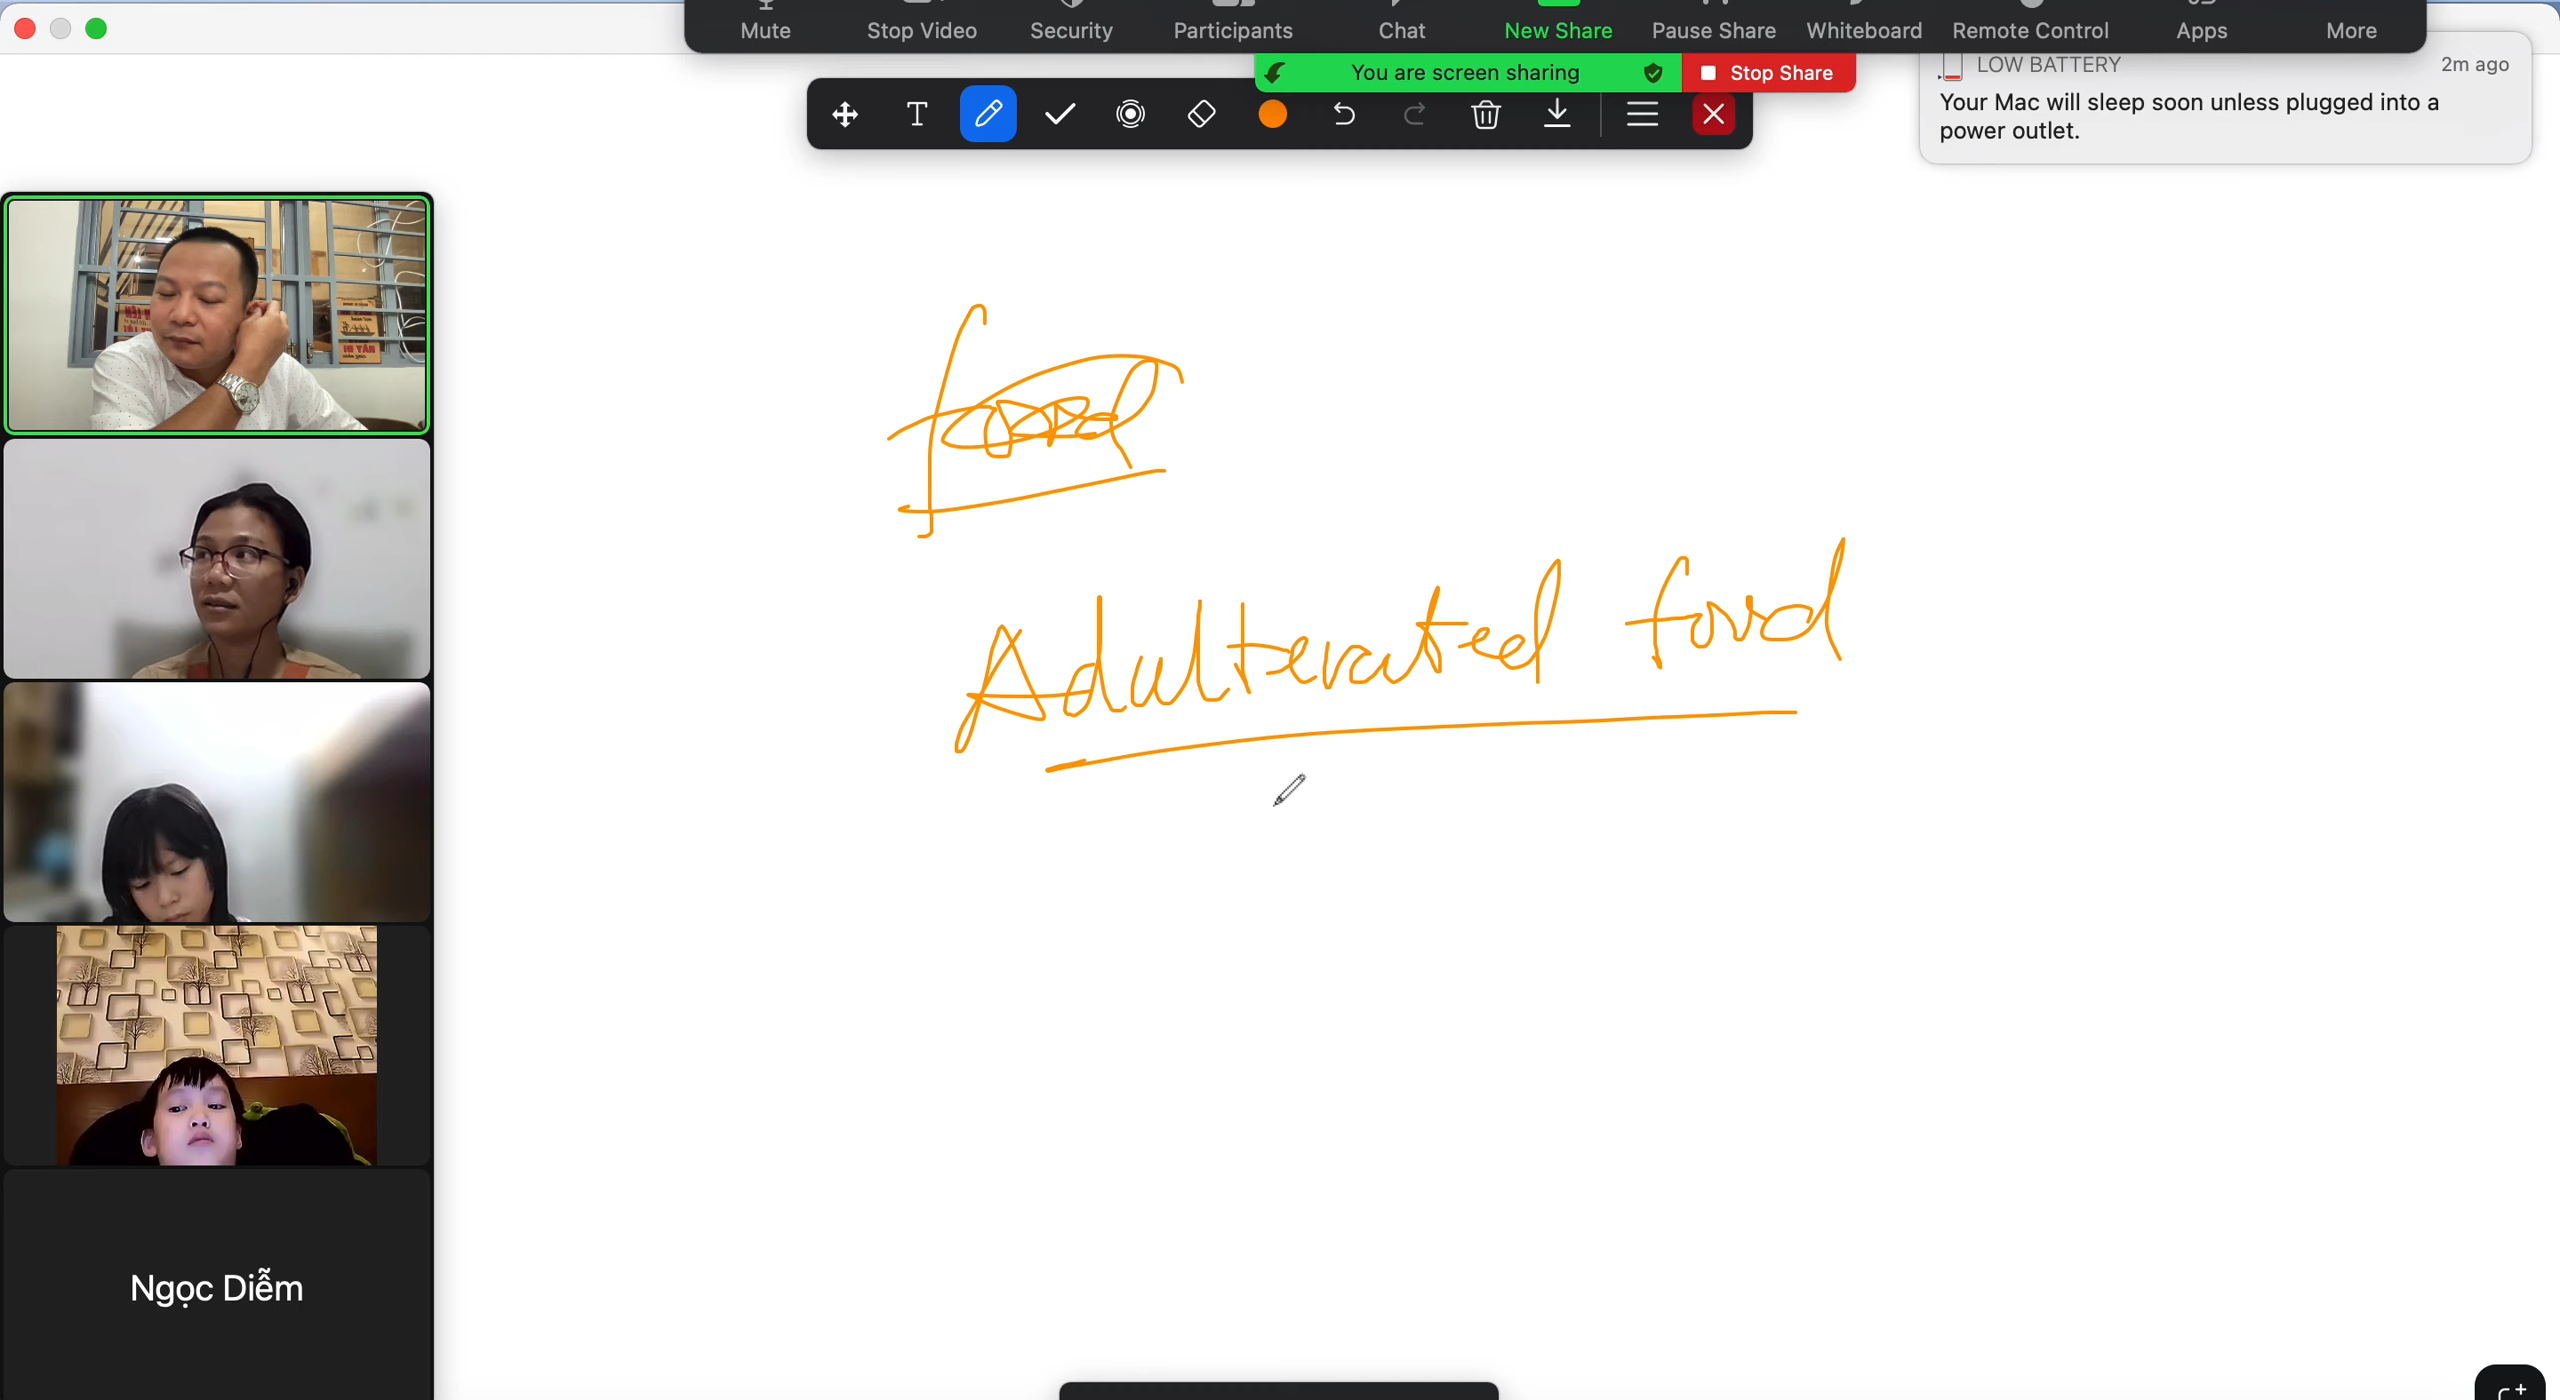 Mute Stop Video Security Participants Chat New Share Pause Share Whiteboard Remote Control Apps More
You are screen sharing Stop Share
LOW BATTERY 2m ago
Your Mac will sleep soon unless plugged into a
power outlet.
T
food
Adulterated food
Ngọc Diễm